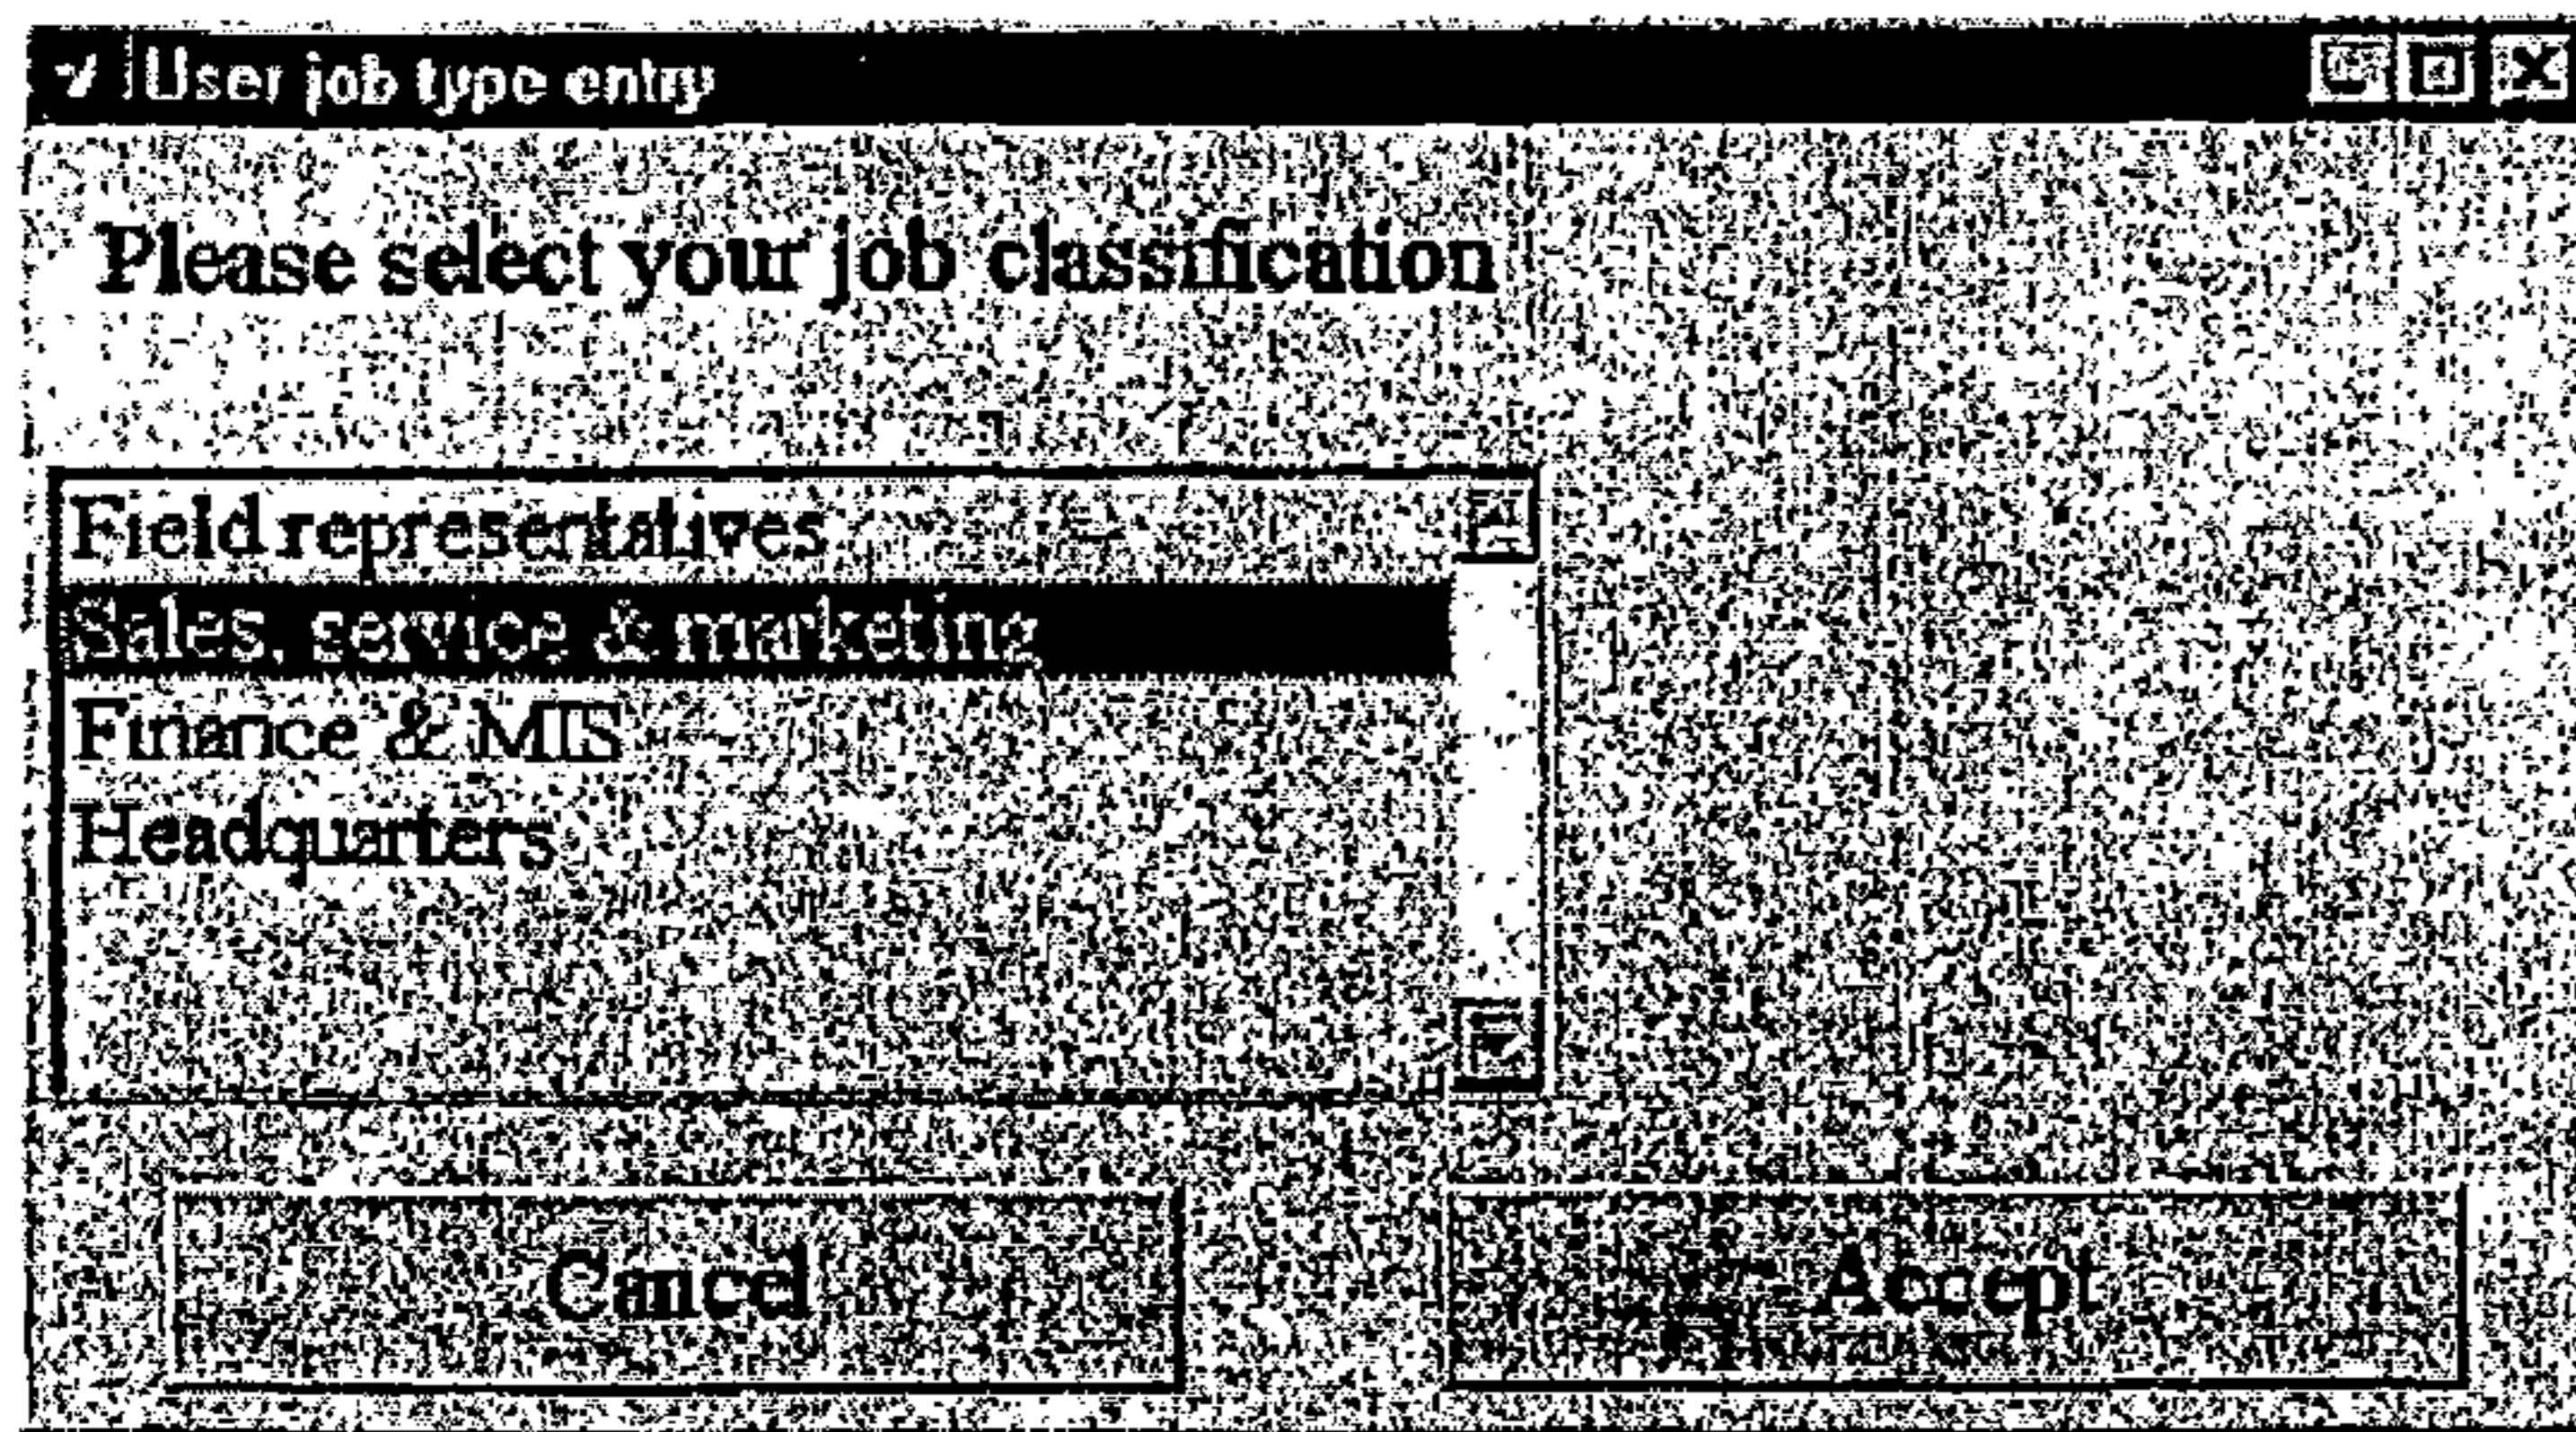 User job type entry
Please select your job classification
Field representatives
Sales, service & marketing
Finance & MIS
Headquarters
Cancel
Accept